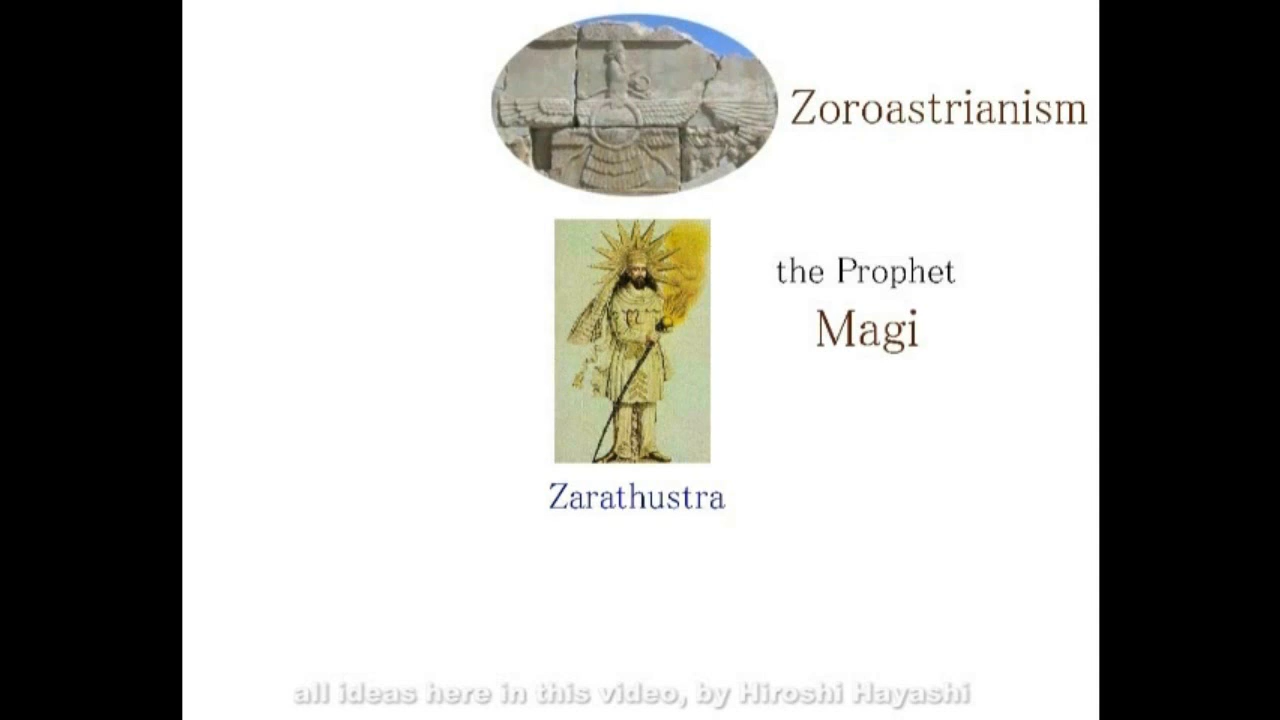 Zoroastrianism
the Prophet
Magi
Zarathustra
all ideas here in this video, by Hiroshi Hayashi